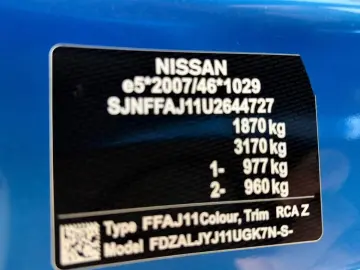 NISSAN
e5*2007/46*1029
SJNFFAJ11U2644727
1870 kg
3170 kg
1- 977 kg
2- 960 kg
Type FFAJ11 Colour, Trim RCA Z
Model FDZALJYJ11UGK7N-S-